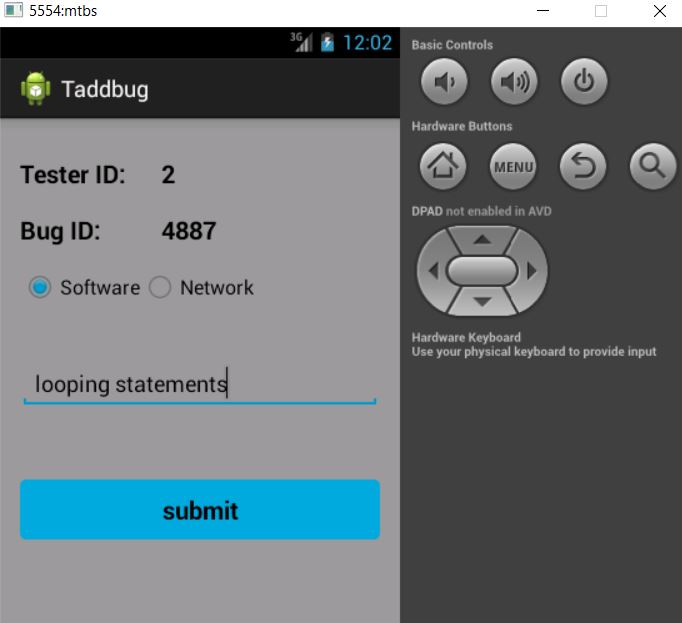 5554:mtbs
3G 12:02
Taddbug
Tester ID: 2
Bug ID: 4887
Software Network
looping statements
submit
Basic Controls
Hardware Buttons
MENU
DPAD not enabled in AVD
Hardware Keyboard
Use your physical keyboard to provide input